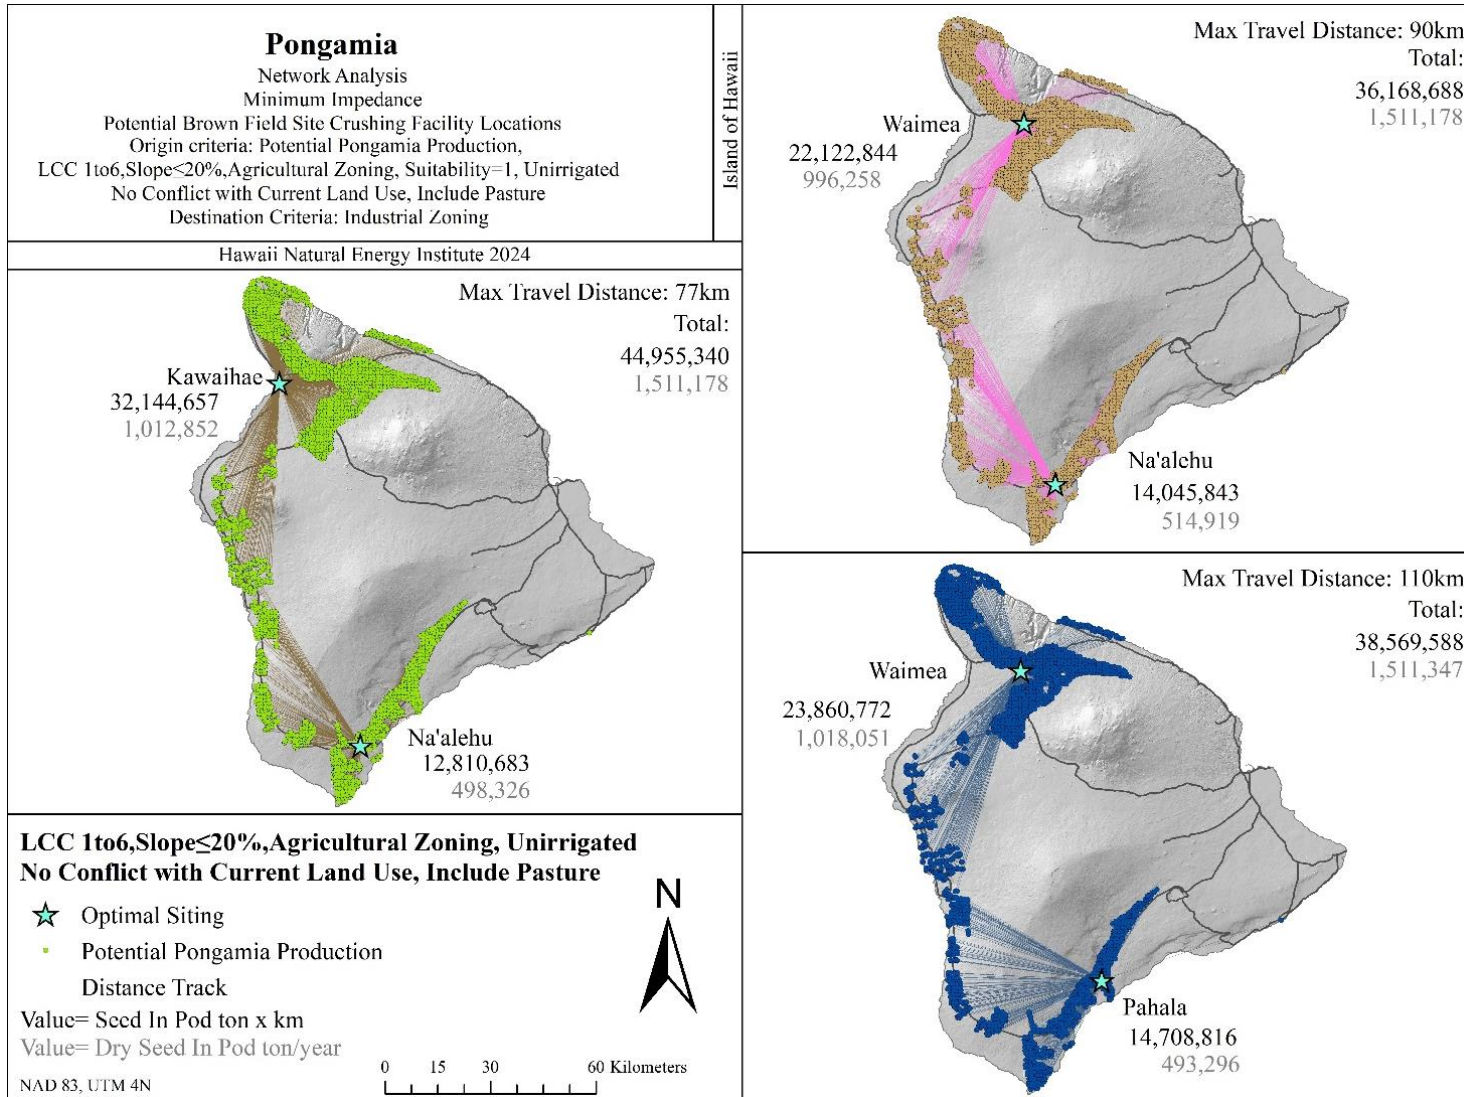 Pongamia
Network Analysis
Minimum Impedance
Potential Brown Field Site Crushing Facility Locations
Origin criteria: Potential Pongamia Production,
LCC 1to6,Slope≤20%,Agricultural Zoning, Suitability=1, Unirrigated
No Conflict with Current Land Use, Include Pasture
Destination Criteria: Industrial Zoning
Island of Hawaii
Hawaii Natural Energy Institute 2024
Max Travel Distance: 77km
Total:
44,955,340
1,511,178
Kawaihae
32,144,657
1,012,852
Na'alehu
12,810,683
498,326
Max Travel Distance: 90km
Total:
36,168,688
1,511,178
Waimea
22,122,844
996,258
Na'alehu
14,045,843
514,919
Max Travel Distance: 110km
Total:
38,569,588
1,511,347
Waimea
23,860,772
1,018,051
Pahala
14,708,816
493,296
LCC 1to6,Slope≤20%,Agricultural Zoning, Unirrigated
No Conflict with Current Land Use, Include Pasture
Optimal Siting
Potential Pongamia Production
Distance Track
Value= Seed In Pod ton x km
Value= Dry Seed In Pod ton/year
NAD 83, UTM 4N
N
0 15 30 60 Kilometers